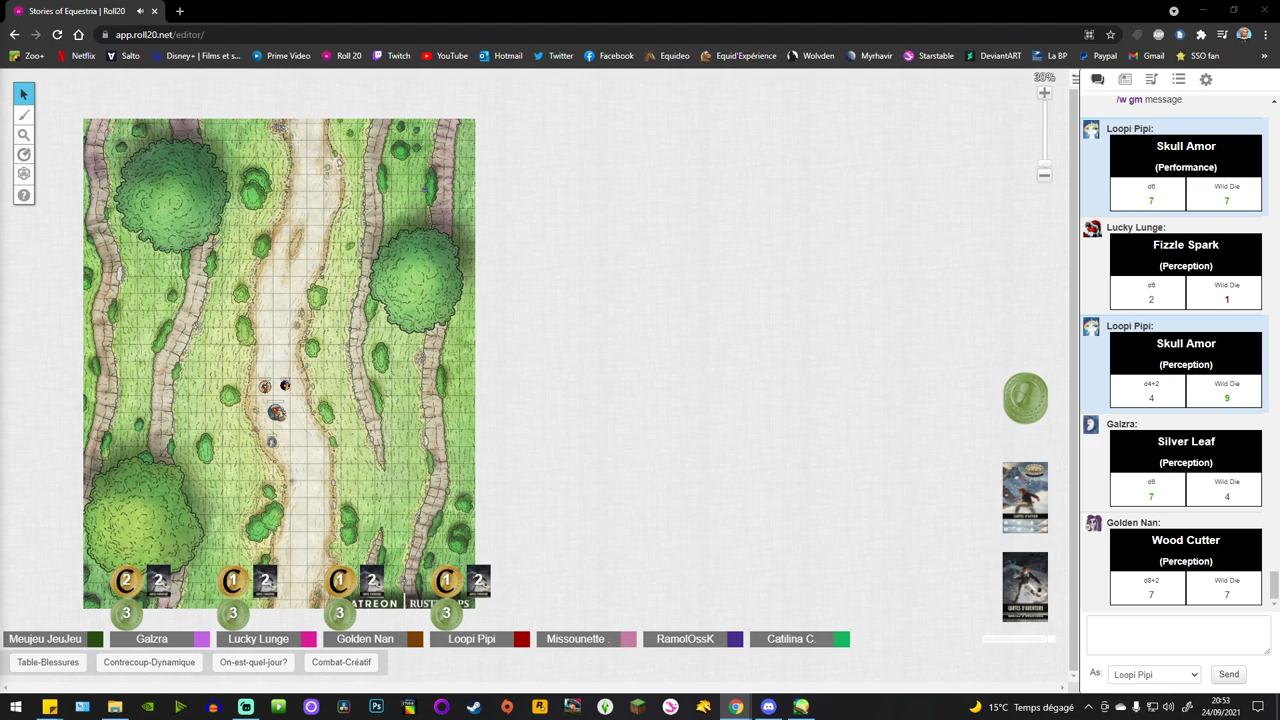 Stories of Equestria | Roll20
app.roll20.net/editor/
Zoo+
Netflix
Salto
Disney+ | Films et s...
Prime Video
Roll 20
Twitch
YouTube
Hotmail
Twitter
Facebook
Equideo
Equid'Experience
Wolvden
Myrhavir
Starstable
DeviantART
La BP
Paypal
Gmail
SSO fan
»
30%
/w gm message
Loopi Pipi:
Skull Amor
(Performance)
d6 Wild Die
7 7
Lucky Lunge:
Fizzle Spark
(Perception)
d6 Wild Die
2 1
Loopi Pipi:
Skull Amor
(Perception)
d4+2 Wild Die
4 9
Galzra:
Silver Leaf
(Perception)
d6 Wild Die
7 4
Golden Nan:
Wood Cutter
(Perception)
d8+2 Wild Die
7 7
2 2 1 2 1 2 1 2
3 3 3 3
Meujeu JeuJeu
Galzra
Lucky Lunge
Golden Nan
Loopi Pipi
Missounette .
RamolOssK
Catilina C.
Table-Blessures
Contrecoup-Dynamique
On-est-quel-jour?
Combat-Créatif
As:
Loopi Pipi
Send
15°C Temps dégagé
20:53
24/09/2021